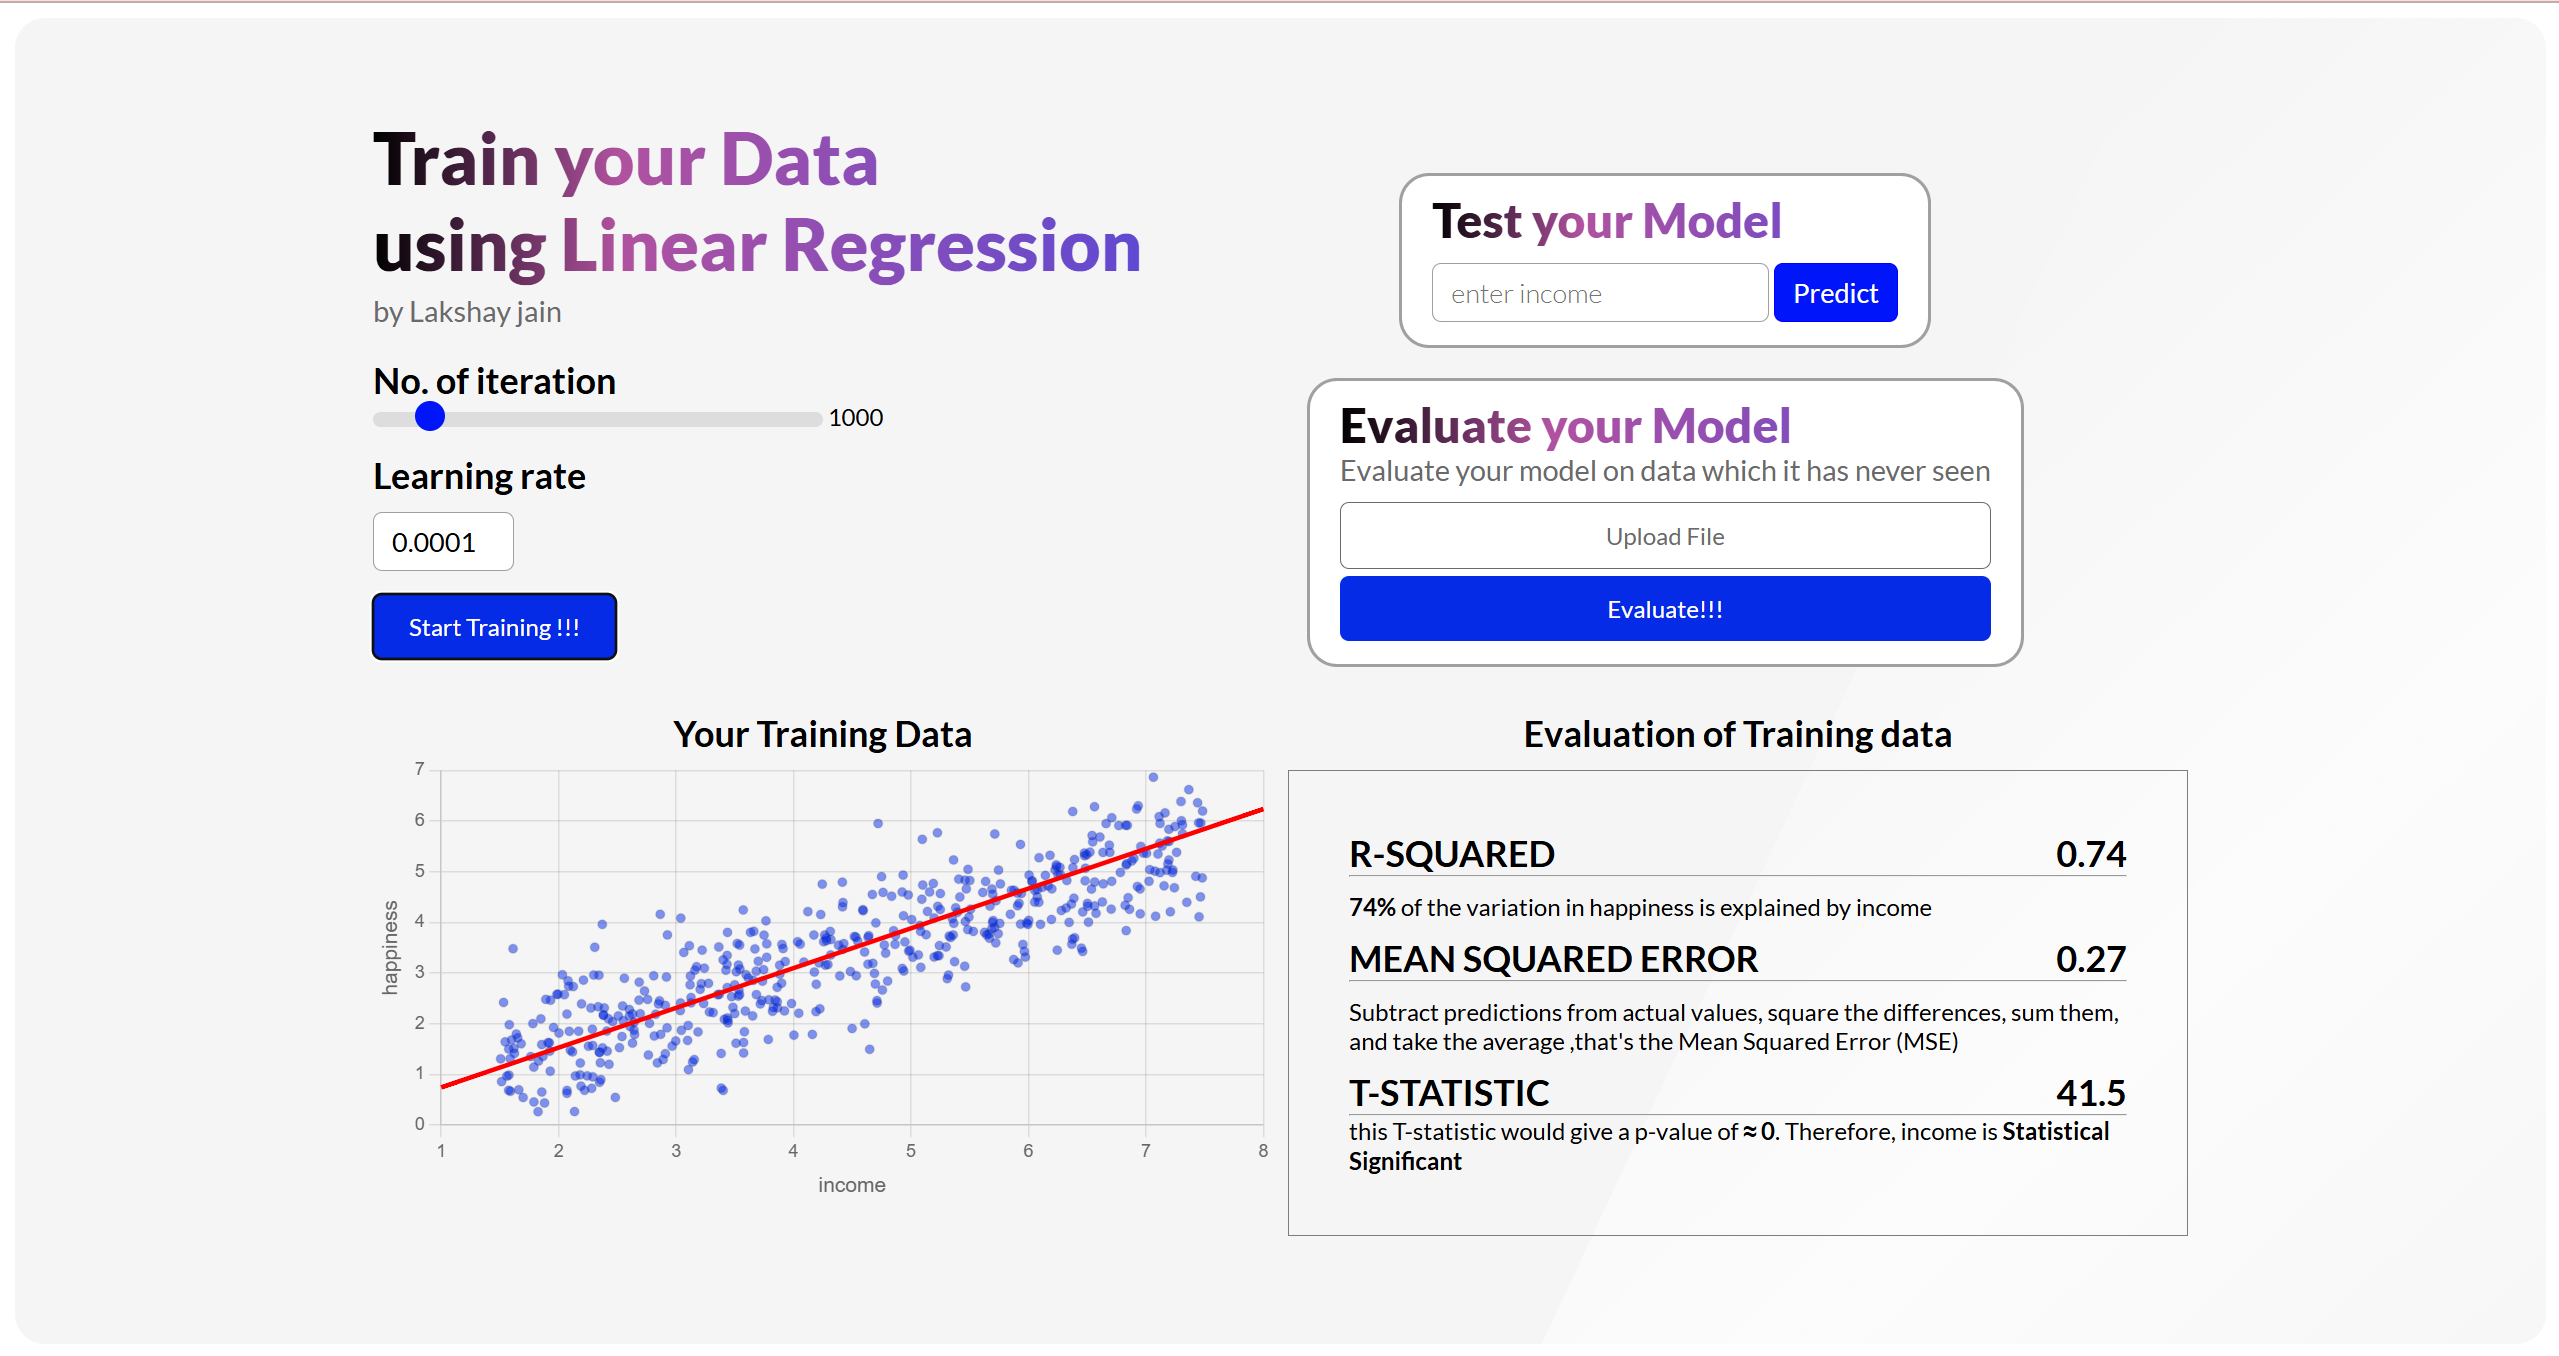 Train your Data
using Linear Regression
by Lakshay jain
No. of iteration
1000
Learning rate
0.0001
Start Training !!!
Test your Model
enter income
Predict
Evaluate your Model
Evaluate your model on data which it has never seen
Upload File
Evaluate!!!
Your Training Data
7
6
5
4
3
2
1
0
happiness
1 2 3 4 5 6 7 8
income
Evaluation of Training data
R-SQUARED 0.74
74% of the variation in happiness is explained by income
MEAN SQUARED ERROR 0.27
Subtract predictions from actual values, square the differences, sum them,
and take the average ,that's the Mean Squared Error (MSE)
T-STATISTIC 41.5
this T-statistic would give a p-value of ≈ 0. Therefore, income is Statistical
Significant